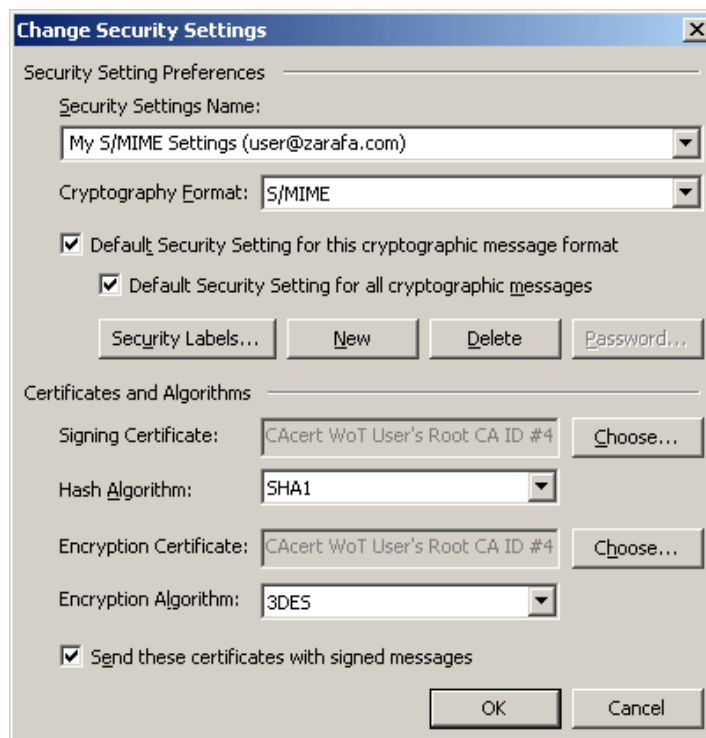 Change Security Settings
Security Setting Preferences
Security Settings Name:
My S/MIME Settings (user@zarafa.com)
Cryptography Format: S/MIME
Default Security Setting for this cryptographic message format
Default Security Setting for all cryptographic messages
Security Labels... New Delete Password...
Certificates and Algorithms
Signing Certificate: CAcert WoT User's Root CA ID #4 Choose...
Hash Algorithm: SHA1
Encryption Certificate: CAcert WoT User's Root CA ID #4 Choose...
Encryption Algorithm: 3DES
Send these certificates with signed messages
OK Cancel